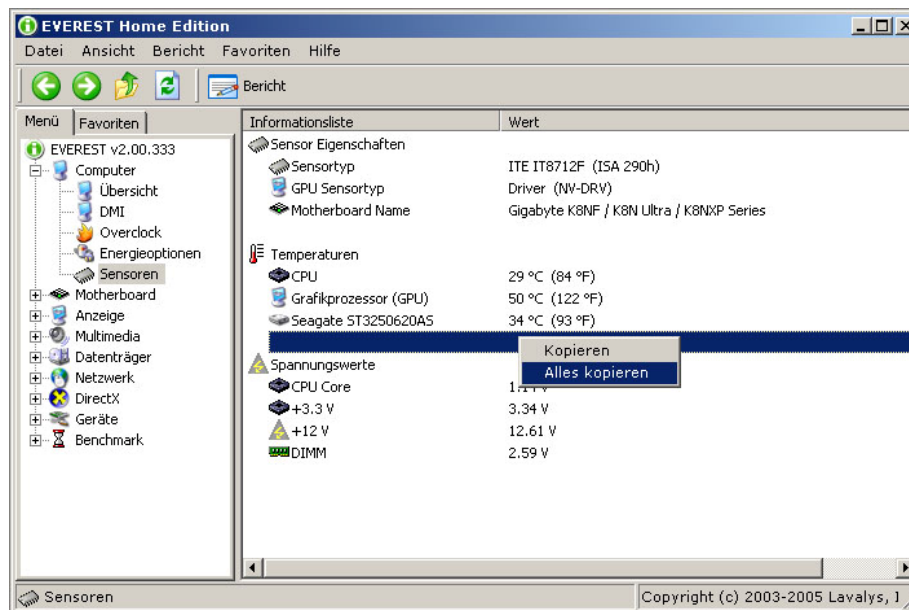 EVEREST Home Edition
Datei Ansicht Bericht Favoriten Hilfe
Bericht
Menü Favoriten
EVEREST v2.00.333
Computer
Übersicht
DMI
Overclock
Energieoptionen
Sensoren
Motherboard
Anzeige
Multimedia
Datenträger
Netzwerk
DirectX
Geräte
Benchmark
Informationsliste Wert
Sensor Eigenschaften
Sensortyp ITE IT8712F (ISA 290h)
GPU Sensortyp Driver (NV-DRV)
Motherboard Name Gigabyte K8NF / K8N Ultra / K8NXP Series
Temperaturen
CPU 29 °C (84 °F)
Grafikprozessor (GPU) 50 °C (122 °F)
Seagate ST3250620AS 34 °C (93 °F)
Kopieren
Alles kopieren
Spannungswerte
CPU Core
+3.3 V 3.34 V
+12 V 12.61 V
DIMM 2.59 V
Sensoren
Copyright (c) 2003-2005 Lavalys,